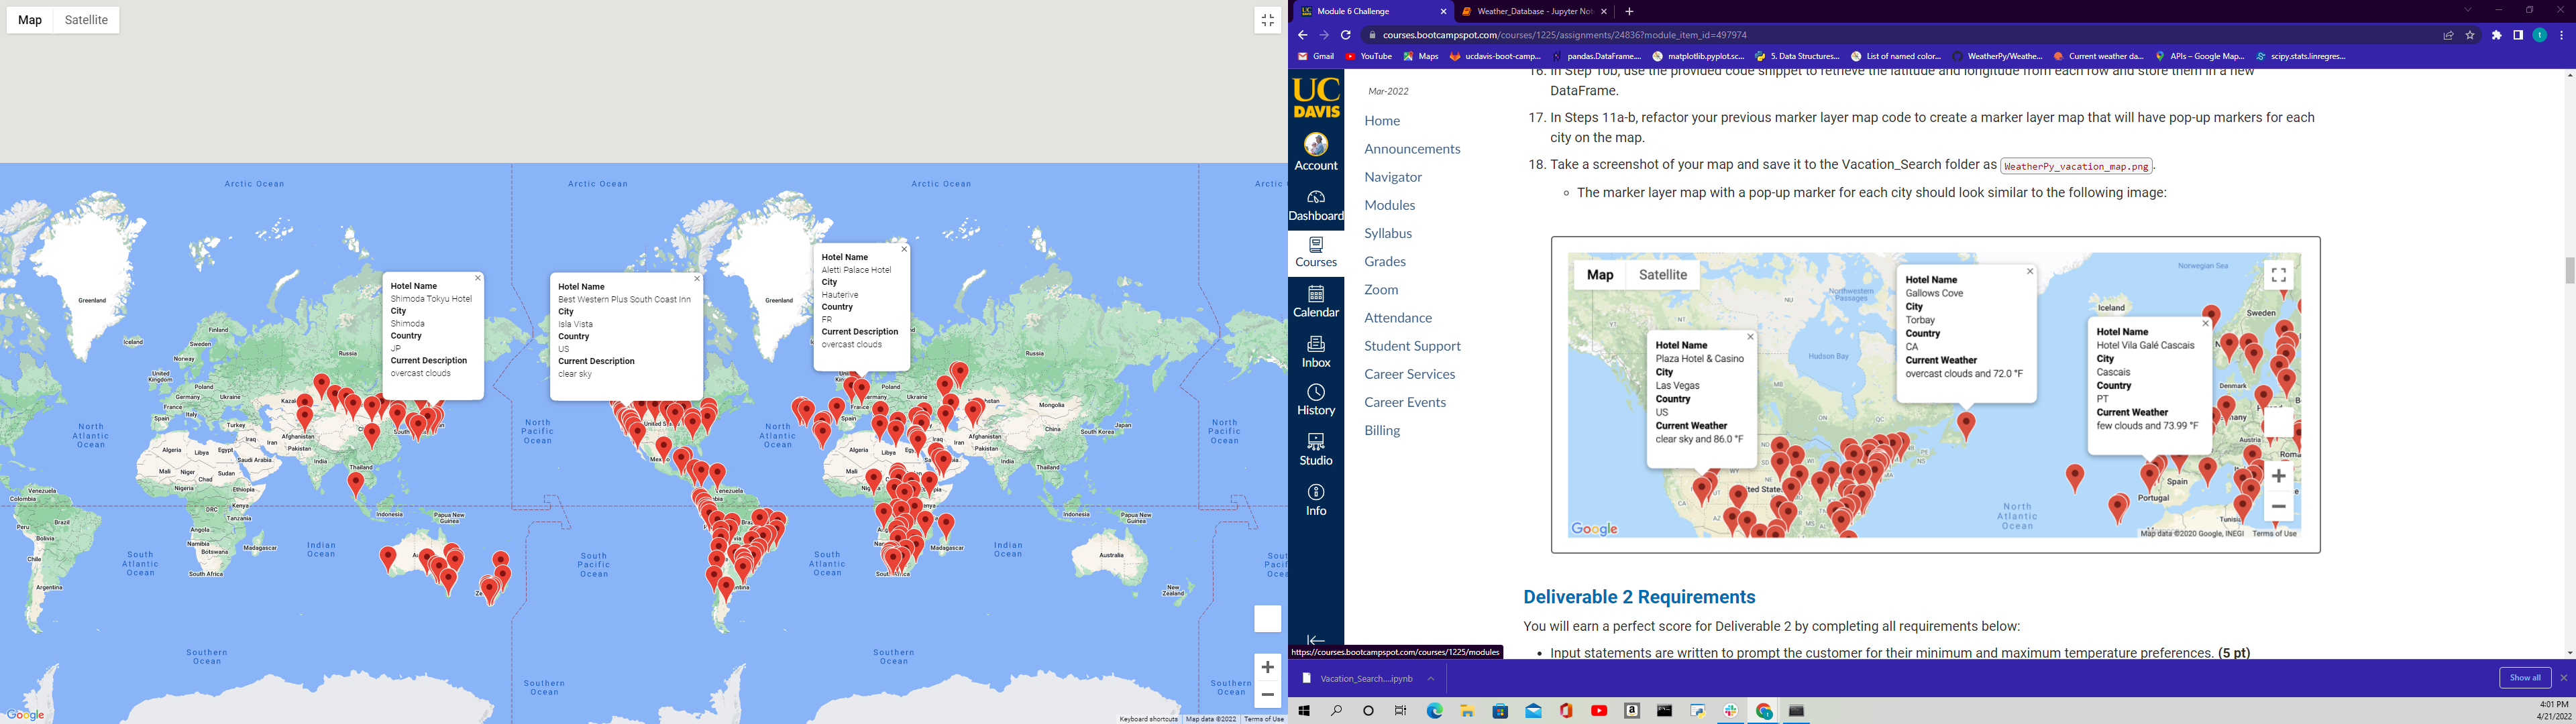 Map Satellite
Arctic Ocean
Arctic Ocean
Arctic Ocean
Greenland
Greenland
Iceland
Finland
Sweden
Norway
United Kingdom
Poland
Germany
Ukraine
France
Italy
Spain
Turkey
Russia
Russia
Mongolia
China
South Korea
Japan
North Atlantic Ocean
North Pacific Ocean
North Atlantic Ocean
North Pacific Ocean
Hotel Name
Shimoda Tokyu Hotel
City
Shimoda
Country
JP
Current Description
overcast clouds
Hotel Name
Best Western Plus South Coast Inn
City
Isla Vista
Country
US
Current Description
clear sky
Hotel Name
Aletti Palace Hotel
City
Hauterive
Country
FR
Current Description
overcast clouds
Algeria
Libya
Egypt
Saudi Arabia
Iraq
Iran
Afghanistan
Pakistan
India
Thailand
Mali
Niger
Chad
Sudan
Nigeria
Ethiopia
DRC
Kenya
Tanzania
Angola
Namibia
Botswana
Madagascar
South Africa
Venezuela
Colombia
Peru
Brazil
Bolivia
Chile
Argentina
Indonesia
Papua New Guinea
Indonesia
Papua New Guinea
Australia
New Zealand
Indian Ocean
Indian Ocean
South Atlantic Ocean
South Pacific Ocean
South Atlantic Ocean
Southern Ocean
Southern Ocean
Southern Ocean
Southern Ocean
Google
Keyboard shortcuts Map data ©2022 Terms of Use
Module 6 Challenge
Weather_Database - Jupyter Not
courses.bootcampspot.com/courses/1225/assignments/24836?module_item_id=497974
Gmail YouTube Maps ucdavis-boot-camp... pandas.DataFrame.... matplotlib.pyplot.sc... 5. Data Structures... List of named color... WeatherPy/Weathe... Current weather da... APIs – Google Map... scipy.stats.linregres...
UC DAVIS
Account
Dashboard
Courses
Calendar
Inbox
History
Studio
Info
Mar-2022
Home
Announcements
Navigator
Modules
Syllabus
Grades
Zoom
Attendance
Student Support
Career Services
Career Events
Billing
16. In Step 10b, use the provided code snippet to retrieve the latitude and longitude from each row and store them in a new
DataFrame.
17. In Steps 11a-b, refactor your previous marker layer map code to create a marker layer map that will have pop-up markers for each
city on the map.
18. Take a screenshot of your map and save it to the Vacation_Search folder as WeatherPy_vacation_map.png.
The marker layer map with a pop-up marker for each city should look similar to the following image:
Map Satellite
Northwestern Passages
Norwegian Sea
Hudson Bay
Iceland
Sweden
Denmark
Austria
Spain
Portugal
Tunisia
North Atlantic Ocean
Hotel Name
Plaza Hotel & Casino
City
Las Vegas
Country
US
Current Weather
clear sky and 86.0 °F
Hotel Name
Gallows Cove
City
Torbay
Country
CA
Current Weather
overcast clouds and 72.0 °F
Hotel Name
Hotel Vila Galé Cascais
City
Cascais
Country
PT
Current Weather
few clouds and 73.99 °F
Google
Map data ©2020 Google, INEGI Terms of Use
Deliverable 2 Requirements
You will earn a perfect score for Deliverable 2 by completing all requirements below:
• Input statements are written to prompt the customer for their minimum and maximum temperature preferences. (5 pt)
https://courses.bootcampspot.com/courses/1225/modules
Vacation_Search....ipynb
Show all
4:01 PM
4/21/2022